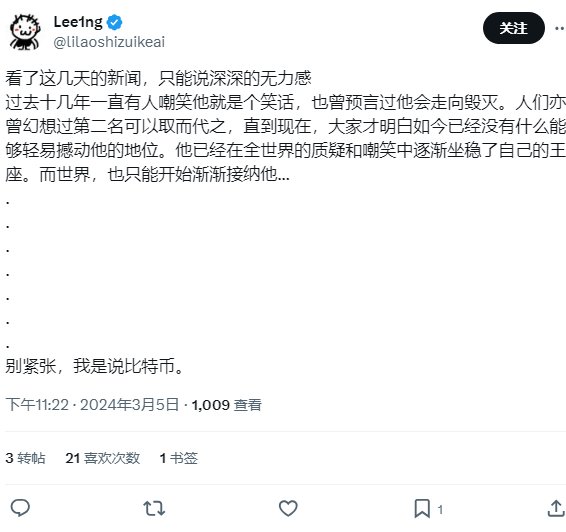 Lee1ng
@lilaoshizuikeai
关注
看了这几天的新闻，只能说深深的无力感
过去十几年一直有人嘲笑他就是个笑话，也曾预言过他会走向毁灭。人们亦
曾幻想过第二名可以取而代之，直到现在，大家才明白如今已经没有什么能
够轻易撼动他的地位。他已经在全世界的质疑和嘲笑中逐渐坐稳了自己的王
座。而世界，也只能开始渐渐接纳他...
.
.
.
.
.
.
.
别紧张，我是说比特币。
下午11:22 · 2024年3月5日 · 1,009 查看
3 转帖 21 喜欢次数 1 书签
1